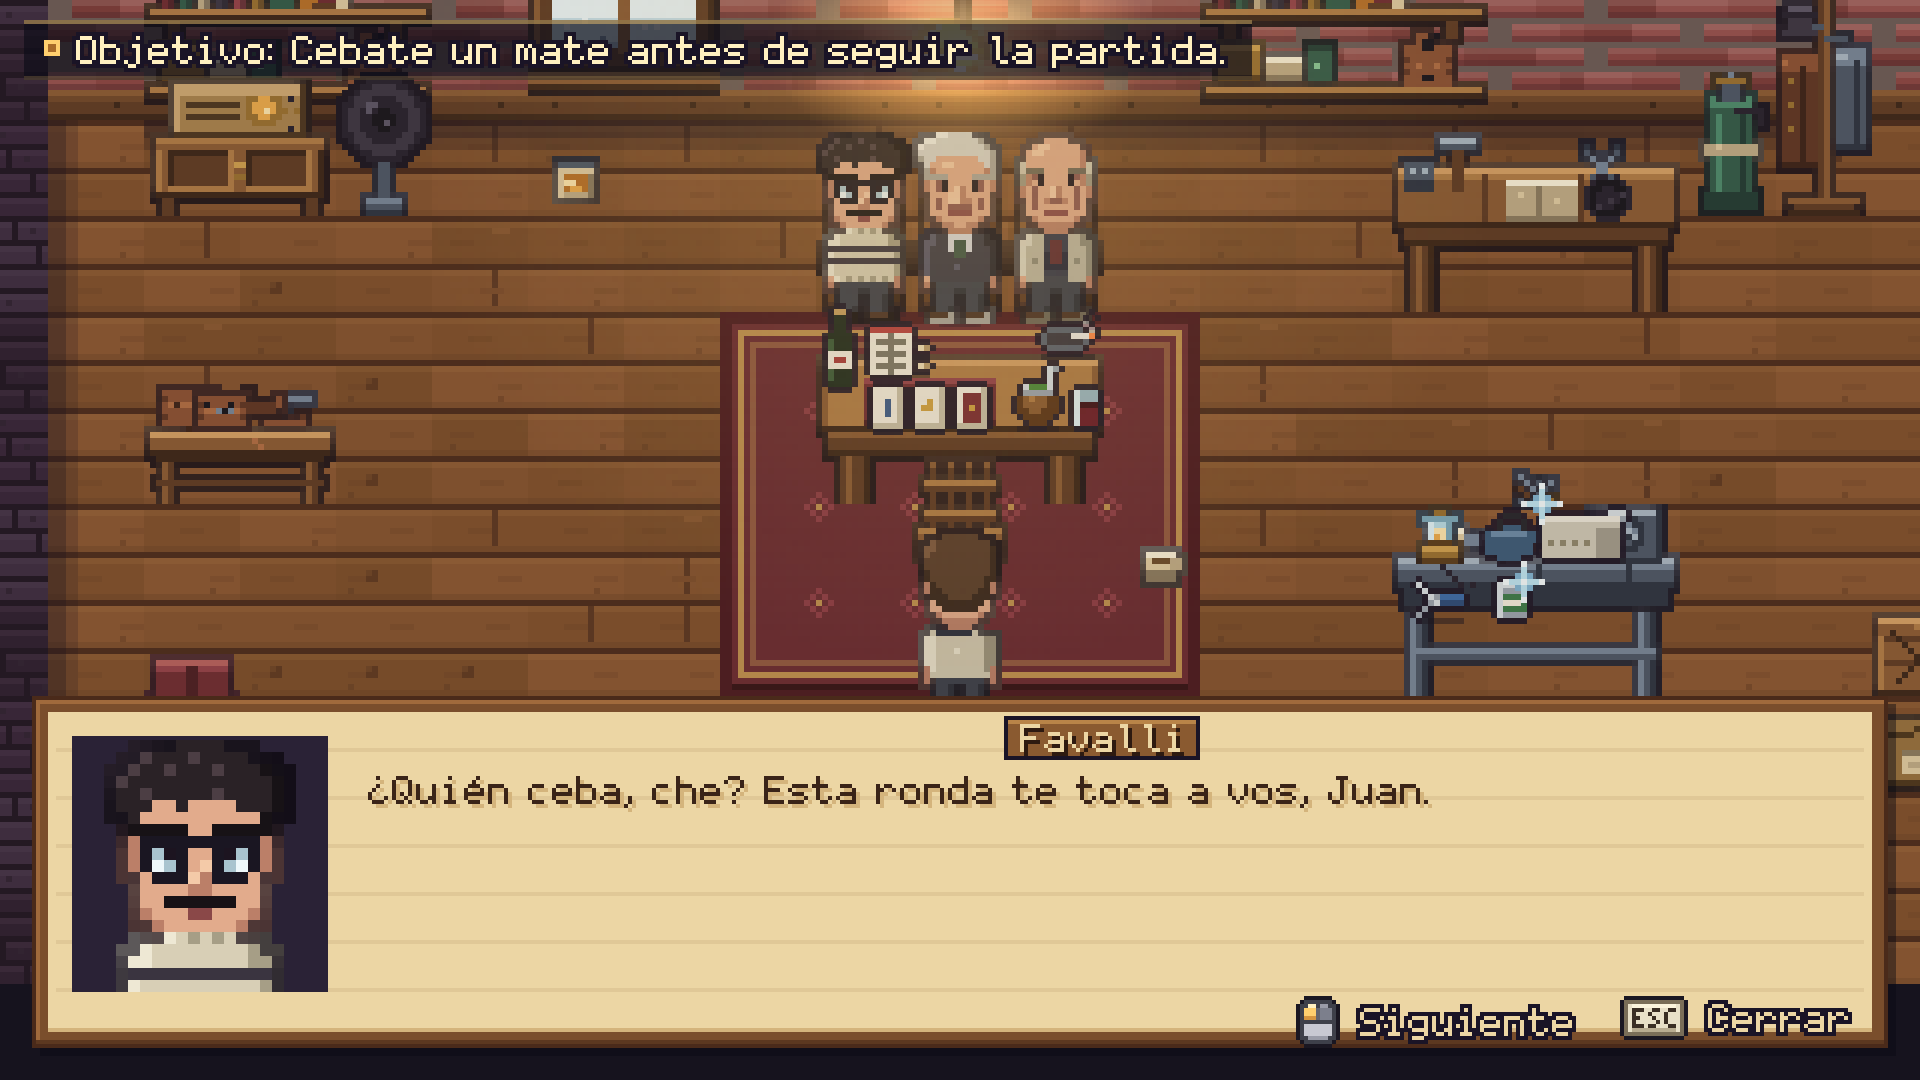 Objetivo: Cebate un mate antes de seguir la partida.
Favalli
¿Quién ceba, che? Esta ronda te toca a vos, Juan.
Siguiente
ESC Cerrar